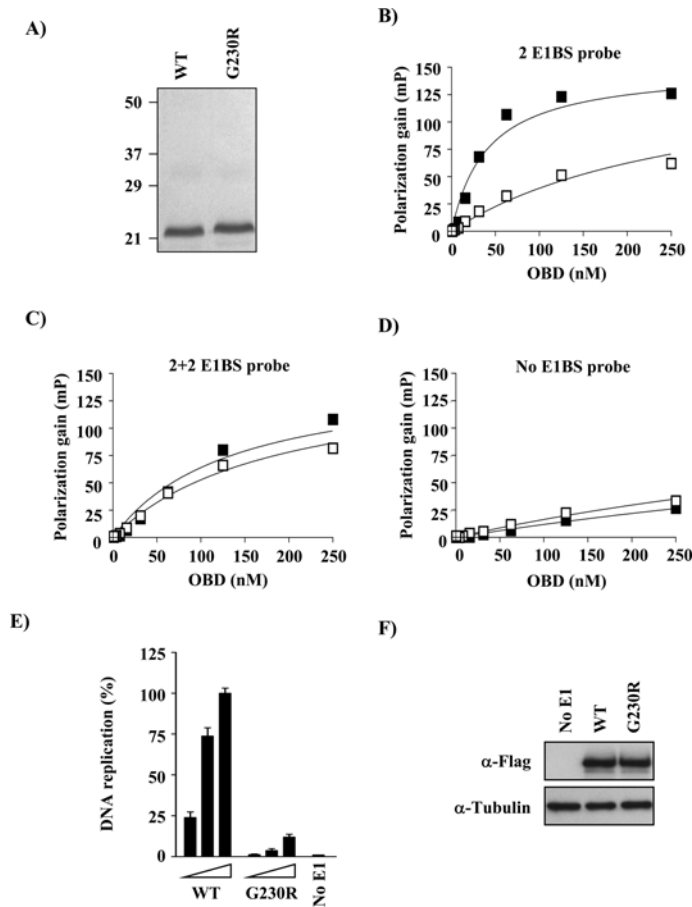 A)
WT
G230R
50
37
29
21
B)
2 E1BS probe
Polarization gain (mP)
150
125
100
75
50
25
0
0 50 100 150 200 250
OBD (nM)
C)
2+2 E1BS probe
Polarization gain (mP)
150
125
100
75
50
25
0
0 50 100 150 200 250
OBD (nM)
D)
No E1BS probe
Polarization gain (mP)
150
125
100
75
50
25
0
0 50 100 150 200 250
OBD (nM)
E)
DNA replication (%)
125
100
75
50
25
0
WT
G230R
No E1
F)
No E1
WT
G230R
α-Flag
α-Tubulin